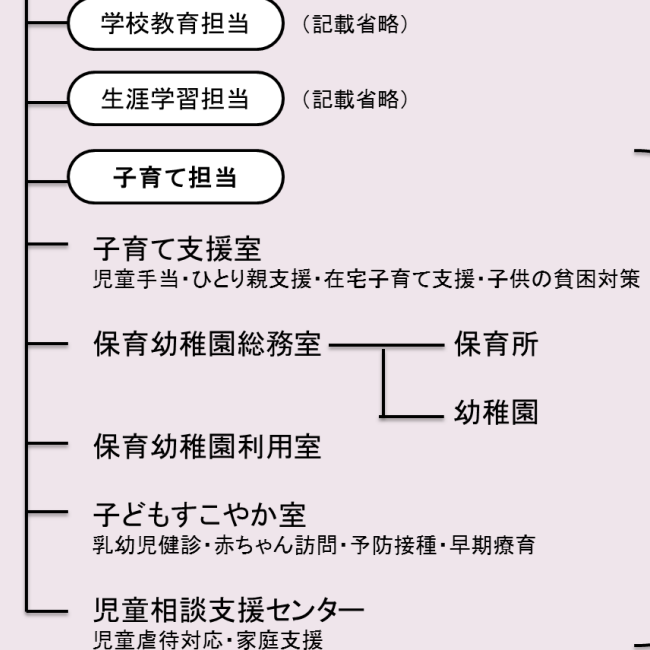 学校教育担当 （記載省略）
生涯学習担当 （記載省略）
子育て担当
子育て支援室
児童手当・ひとり親支援・在宅子育て支援・子供の貧困対策
保育幼稚園総務室 保育所
幼稚園
保育幼稚園利用室
子どもすこやか室
乳幼児健診・赤ちゃん訪問・予防接種・早期療育
児童相談支援センター
児童虐待対応・家庭支援